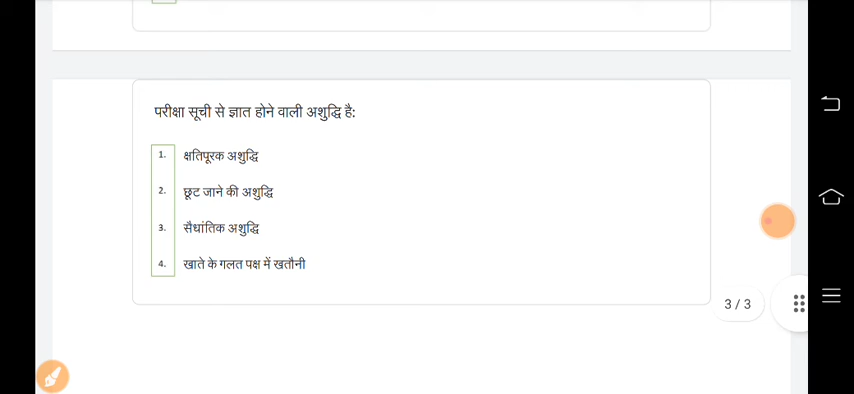 परीक्षा सूची से ज्ञात होने वाली अशुद्धि है:
1. क्षतिपूरक अशुद्धि
2. छूट जाने की अशुद्धि
3. सैधांतिक अशुद्धि
4. खाते के गलत पक्ष में खतौनी
3 / 3